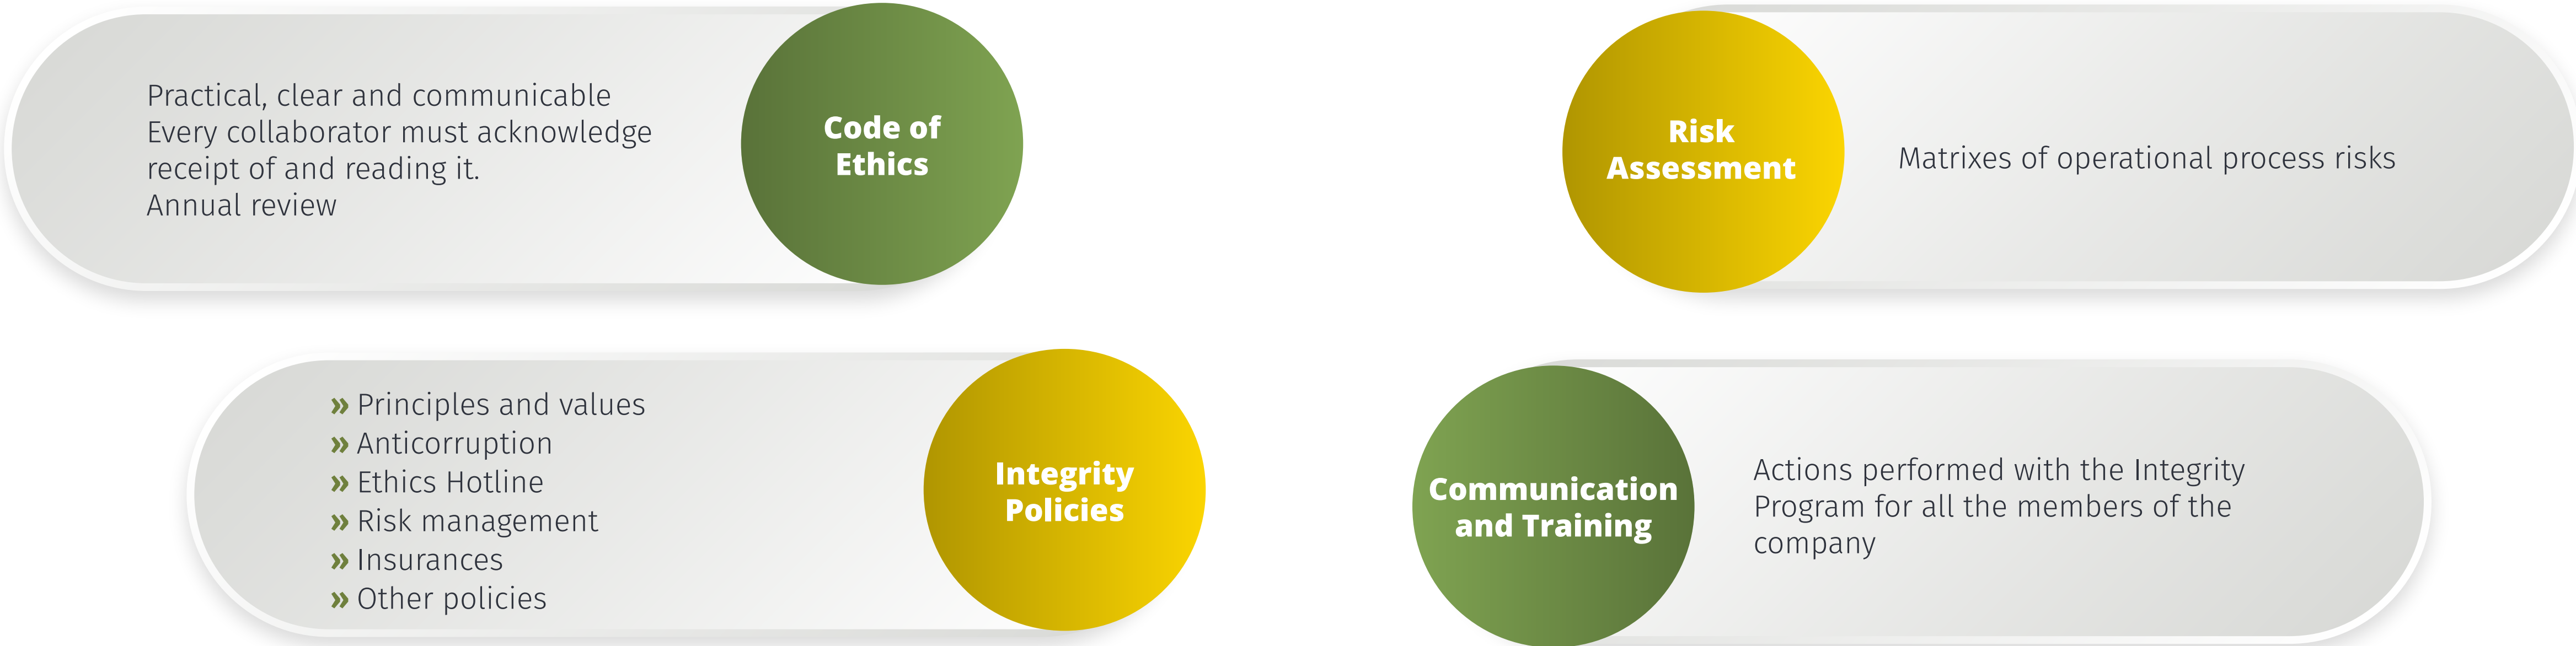 Practical, clear and communicable
Every collaborator must acknowledge
receipt of and reading it.
Annual review
Code of
Ethics
Risk
Assessment
Matrixes of operational process risks
» Principles and values
» Anticorruption
» Ethics Hotline
» Risk management
» Insurances
» Other policies
Integrity
Policies
Communication
and Training
Actions performed with the Integrity
Program for all the members of the
company